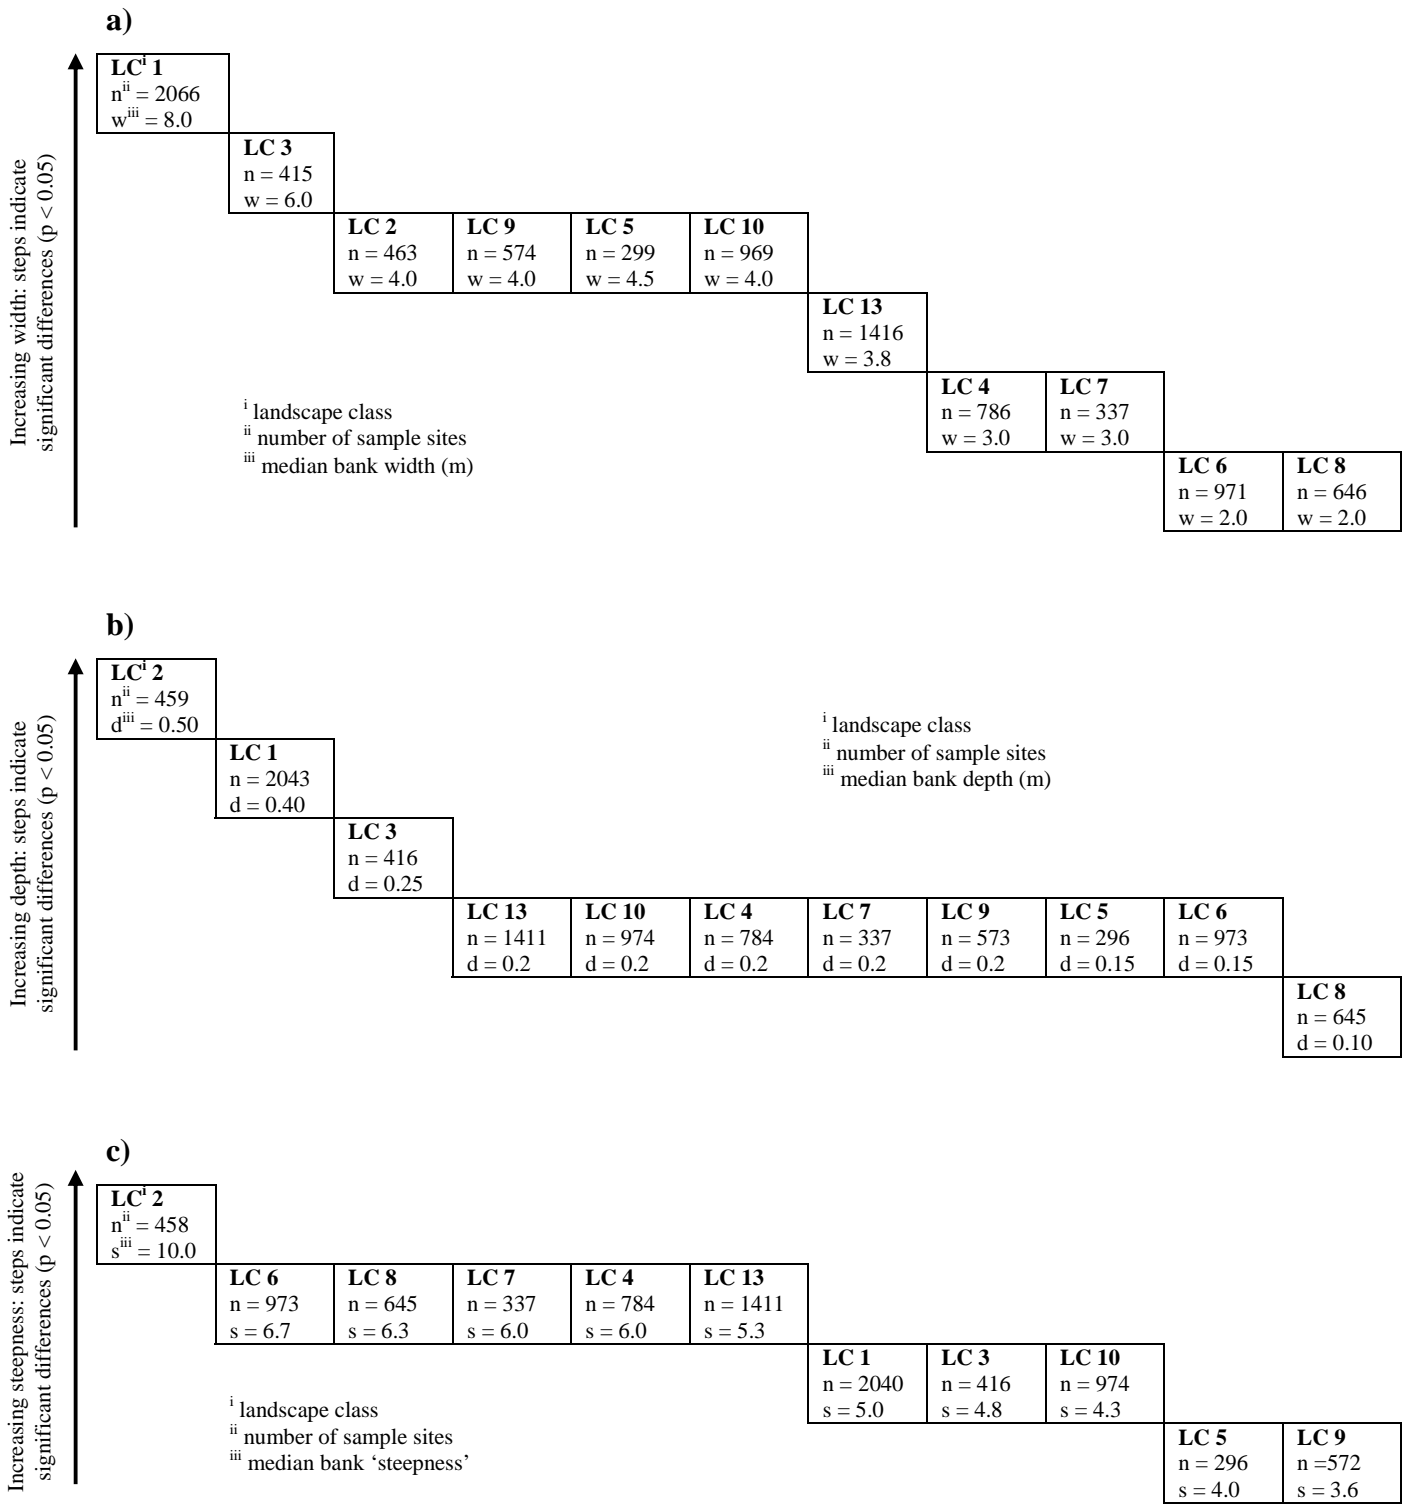 a)
Increasing width: steps indicate
significant differences (p < 0.05)
LCⁱ 1
nⁱⁱ = 2066
wⁱⁱⁱ = 8.0
LC 3
n = 415
w = 6.0
LC 2
n = 463
w = 4.0
LC 9
n = 574
w = 4.0
LC 5
n = 299
w = 4.5
LC 10
n = 969
w = 4.0
LC 13
n = 1416
w = 3.8
LC 4
n = 786
w = 3.0
LC 7
n = 337
w = 3.0
LC 6
n = 971
w = 2.0
LC 8
n = 646
w = 2.0
ⁱ landscape class
ⁱⁱ number of sample sites
ⁱⁱⁱ median bank width (m)
b)
Increasing depth: steps indicate
significant differences (p < 0.05)
LCⁱ 2
nⁱⁱ = 459
dⁱⁱⁱ = 0.50
LC 1
n = 2043
d = 0.40
LC 3
n = 416
d = 0.25
LC 13
n = 1411
d = 0.2
LC 10
n = 974
d = 0.2
LC 4
n = 784
d = 0.2
LC 7
n = 337
d = 0.2
LC 9
n = 573
d = 0.2
LC 5
n = 296
d = 0.15
LC 6
n = 973
d = 0.15
LC 8
n = 645
d = 0.10
ⁱ landscape class
ⁱⁱ number of sample sites
ⁱⁱⁱ median bank depth (m)
c)
Increasing steepness: steps indicate
significant differences (p < 0.05)
LCⁱ 2
nⁱⁱ = 458
sⁱⁱⁱ = 10.0
LC 6
n = 973
s = 6.7
LC 8
n = 645
s = 6.3
LC 7
n = 337
s = 6.0
LC 4
n = 784
s = 6.0
LC 13
n = 1411
s = 5.3
LC 1
n = 2040
s = 5.0
LC 3
n = 416
s = 4.8
LC 10
n = 974
s = 4.3
LC 5
n = 296
s = 4.0
LC 9
n =572
s = 3.6
ⁱ landscape class
ⁱⁱ number of sample sites
ⁱⁱⁱ median bank ‘steepness’